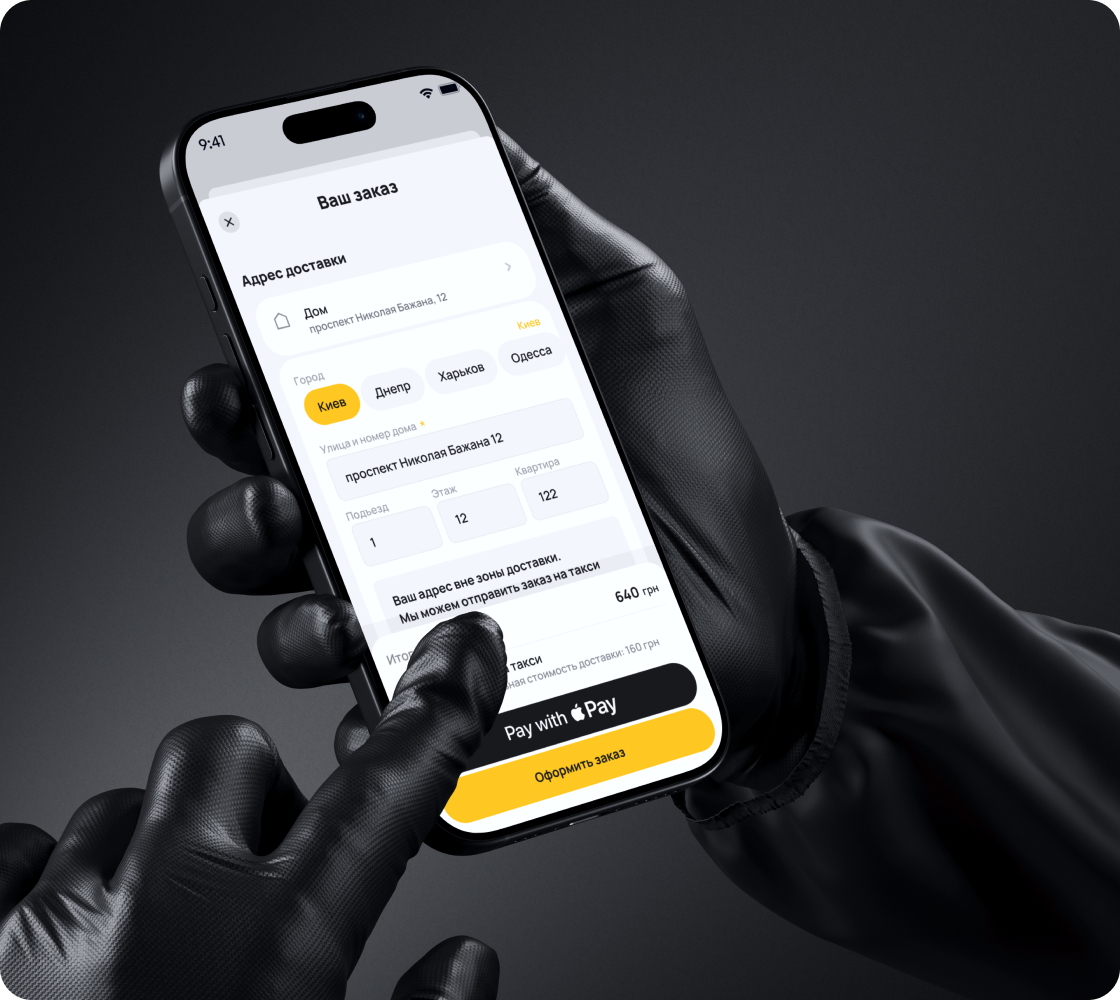 9:41
Ваш заказ
Адрес доставки
Дом
проспект Николая Бажана, 12
Город
Киев
Киев
Днепр
Харьков
Одесса
Улица и номер дома *
проспект Николая Бажана 12
Подъезд
Этаж
Квартира
1
12
122
Ваш адрес вне зоны доставки.
Мы можем отправить заказ на такси
640 грн
такси
стоимость доставки: 160 грн
Pay with Pay
Оформить заказ